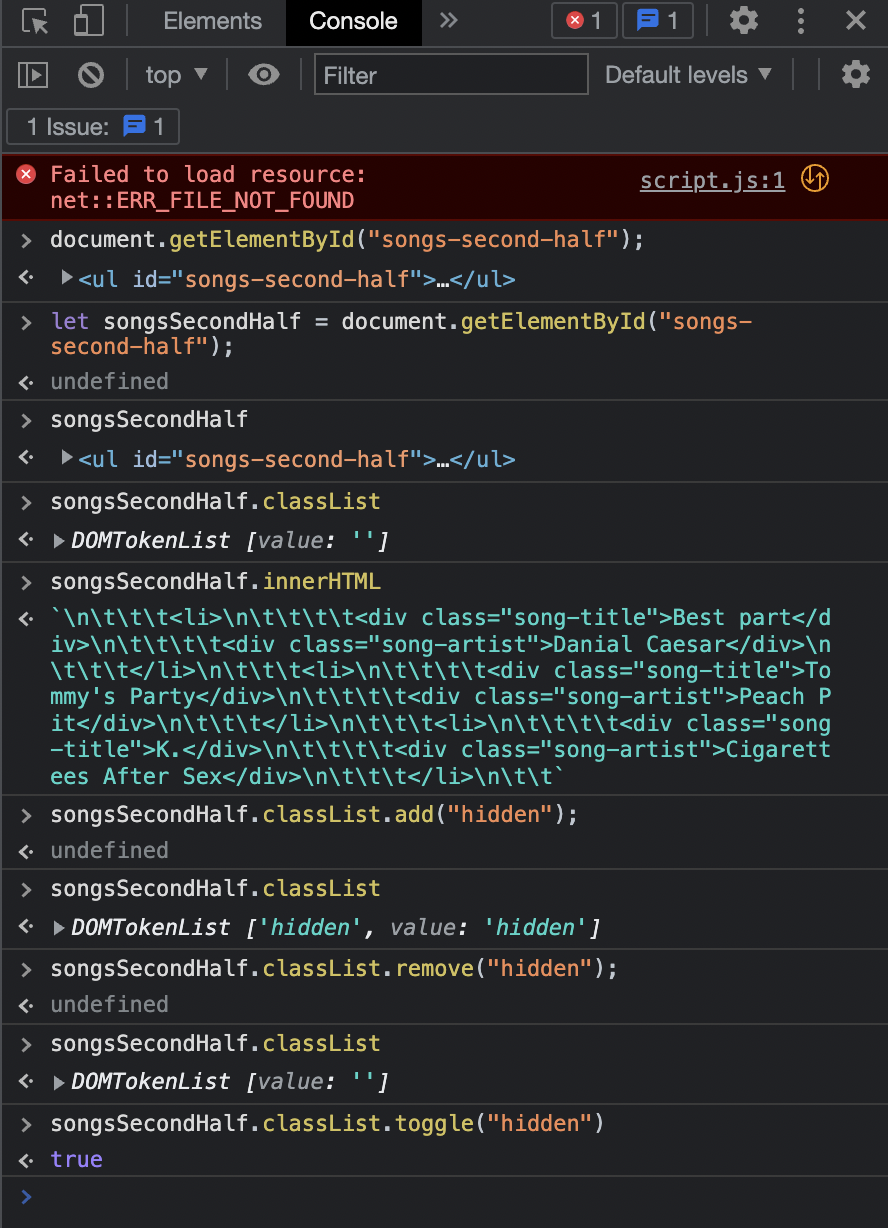 Elements Console 1 1
top Filter Default levels
1 Issue: 1
Failed to load resource: script.js:1
net::ERR_FILE_NOT_FOUND
document.getElementById("songs-second-half");
<ul id="songs-second-half">…</ul>
let songsSecondHalf = document.getElementById("songs-
second-half");
undefined
songsSecondHalf
<ul id="songs-second-half">…</ul>
songsSecondHalf.classList
DOMTokenList [value: '']
songsSecondHalf.innerHTML
`\n\t\t\t<li>\n\t\t\t\t<div class="song-title">Best part</d
iv>\n\t\t\t\t<div class="song-artist">Danial Caesar</div>\n
\t\t\t</li>\n\t\t\t<li>\n\t\t\t\t<div class="song-title">To
mmy's Party</div>\n\t\t\t\t<div class="song-artist">Peach P
it</div>\n\t\t\t</li>\n\t\t\t<li>\n\t\t\t\t<div class="song
-title">K.</div>\n\t\t\t\t<div class="song-artist">Cigarett
ees After Sex</div>\n\t\t\t</li>\n\t\t`
songsSecondHalf.classList.add("hidden");
undefined
songsSecondHalf.classList
DOMTokenList ['hidden', value: 'hidden']
songsSecondHalf.classList.remove("hidden");
undefined
songsSecondHalf.classList
DOMTokenList [value: '']
songsSecondHalf.classList.toggle("hidden")
true